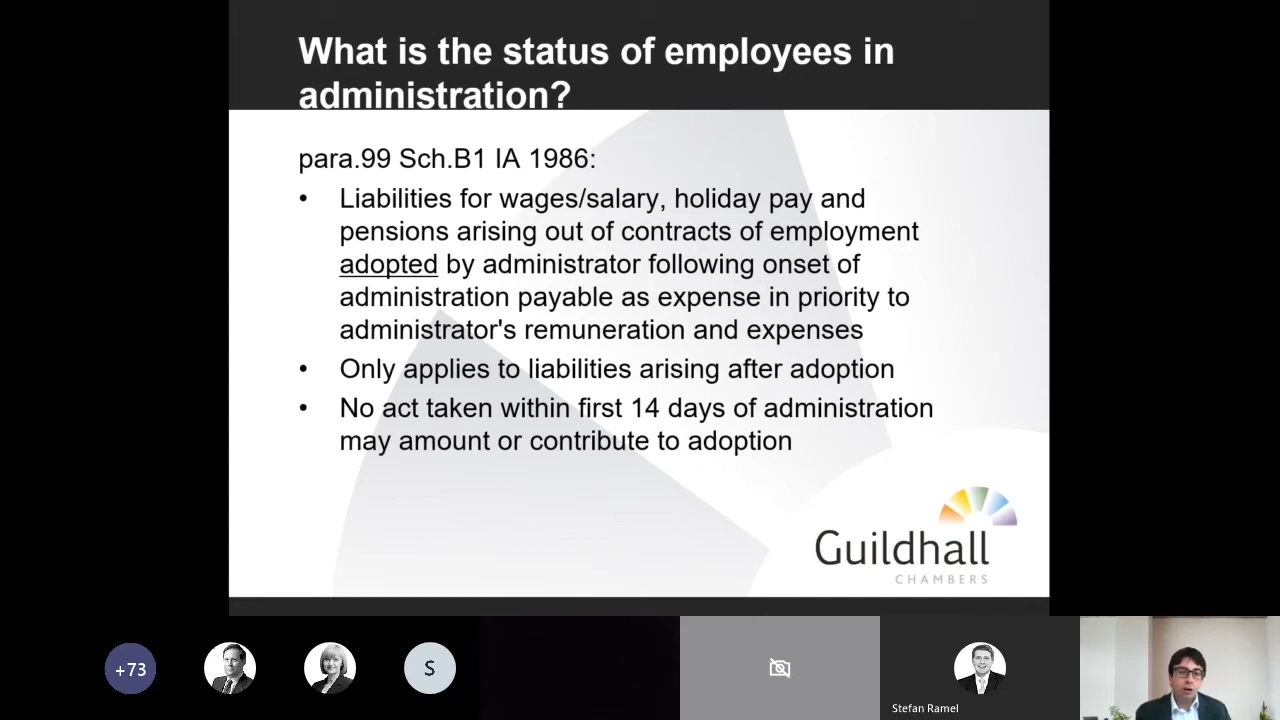 What is the status of employees in
administration?
para.99 Sch.B1 IA 1986:
• Liabilities for wages/salary, holiday pay and
pensions arising out of contracts of employment
adopted by administrator following onset of
administration payable as expense in priority to
administrator's remuneration and expenses
• Only applies to liabilities arising after adoption
• No act taken within first 14 days of administration
may amount or contribute to adoption
Guildhall
CHAMBERS
+73
S
Stefan Ramel